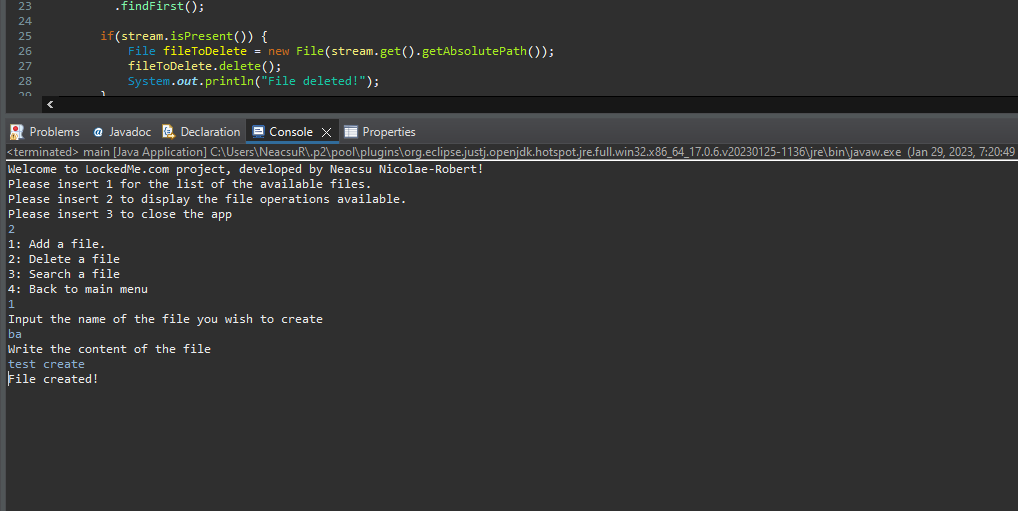 23 .findFirst();
24
25 if(stream.isPresent()) {
26 File fileToDelete = new File(stream.get().getAbsolutePath());
27 fileToDelete.delete();
28 System.out.println("File deleted!");
29 }
Problems Javadoc Declaration Console Properties
<terminated> main [Java Application] C:\Users\NeacsuR\.p2\pool\plugins\org.eclipse.justj.openjdk.hotspot.jre.full.win32.x86_64_17.0.6.v20230125-1136\jre\bin\javaw.exe (Jan 29, 2023, 7:20:49
Welcome to LockedMe.com project, developed by Neacsu Nicolae-Robert!
Please insert 1 for the list of the available files.
Please insert 2 to display the file operations available.
Please insert 3 to close the app
2
1: Add a file.
2: Delete a file
3: Search a file
4: Back to main menu
1
Input the name of the file you wish to create
ba
Write the content of the file
test create
File created!